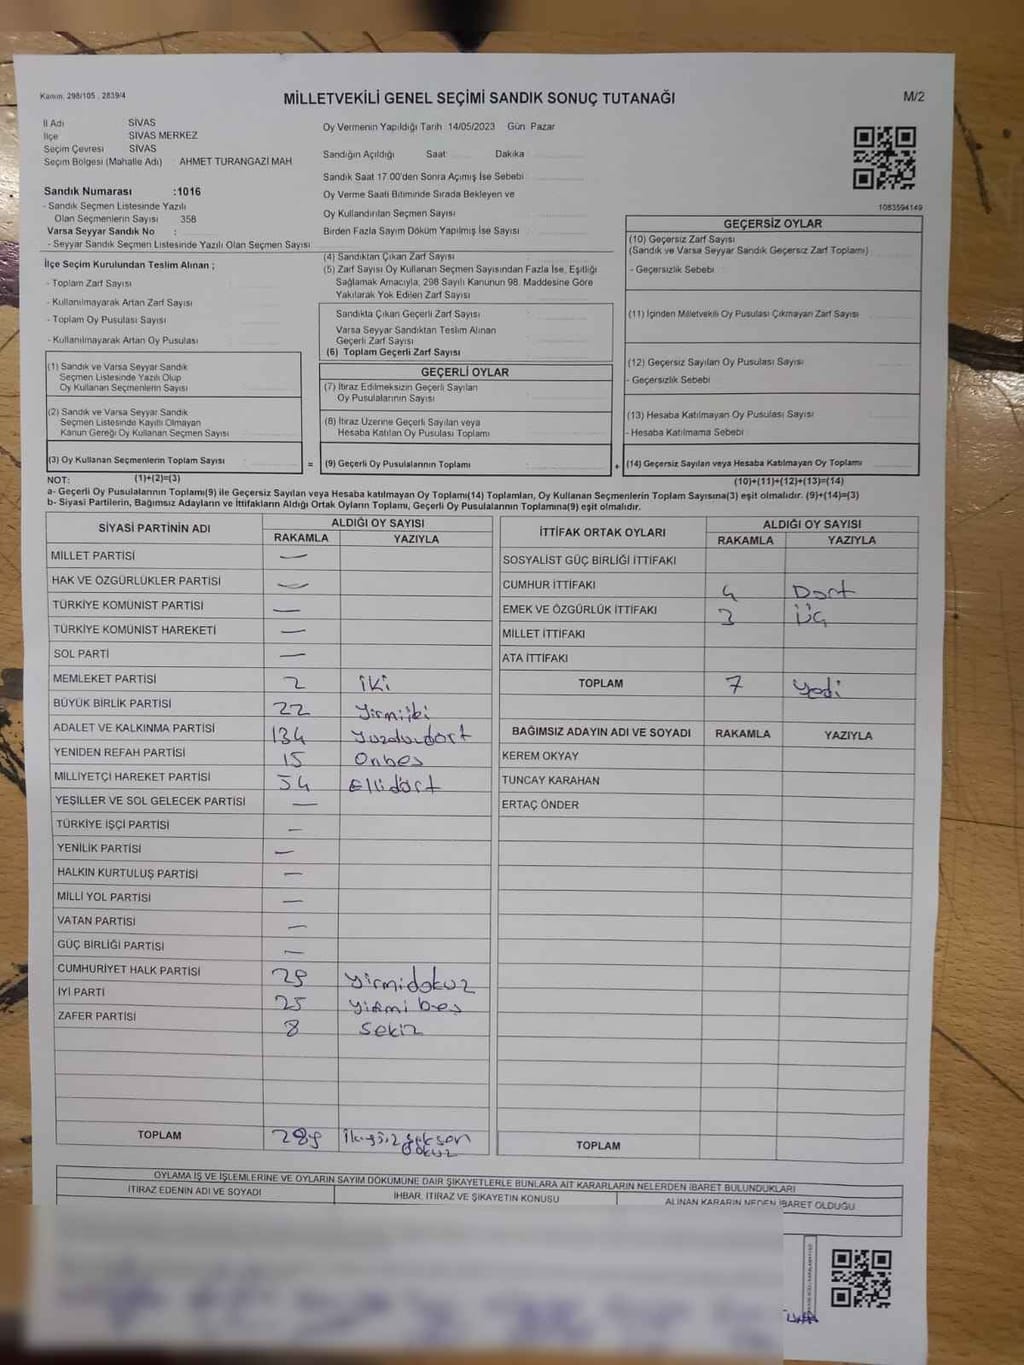 Kanun. 298/105 , 2839/4
MİLLETVEKİLİ GENEL SEÇİMİ SANDIK SONUÇ TUTANAĞI
M/2
İl Adı SİVAS
İlçe SİVAS MERKEZ
Seçim Çevresi SİVAS
Seçim Bölgesi (Mahalle Adı) AHMET TURANGAZİ MAH
Oy Vermenin Yapıldığı Tarih 14/05/2023 Gün Pazar
Sandığın Açıldığı Saat: Dakika
Sandık Saat 17.00'den Sonra Açımış İse Sebebi
Oy Verme Saati Bitiminde Sırada Bekleyen ve
Oy Kullandırılan Seçmen Sayısı
Birden Fazla Sayım Döküm Yapılmış İse Sayısı
1083594149
Sandık Numarası :1016
- Sandık Seçmen Listesinde Yazılı
Olan Seçmenlerin Sayısı 358
Varsa Seyyar Sandık No :
- Seyyar Sandık Seçmen Listesinde Yazılı Olan Seçmen Sayısı
İlçe Seçim Kurulundan Teslim Alınan ;
- Toplam Zarf Sayısı
- Kullanılmayarak Artan Zarf Sayısı
- Toplam Oy Pusulası Sayısı
- Kullanılmayarak Artan Oy Pusulası
(1) Sandık ve Varsa Seyyar Sandık
Seçmen Listesinde Yazılı Olup
Oy Kullanan Seçmenlerin Sayısı
(2) Sandık ve Varsa Seyyar Sandık
Seçmen Listesinde Kayıtlı Olmayan
Kanun Gereği Oy Kullanan Seçmen Sayısı
(3) Oy Kullanan Seçmenlerin Toplam Sayısı
(1)+(2)=(3)
(4) Sandıktan Çıkan Zarf Sayısı
(5) Zarf Sayısı Oy Kullanan Seçmen Sayısından Fazla İse, Eşitliği
Sağlamak Amacıyla, 298 Sayılı Kanunun 98. Maddesine Göre
Yakılarak Yok Edilen Zarf Sayısı
Sandıkta Çıkan Geçerli Zarf Sayısı
Varsa Seyyar Sandıktan Teslim Alınan
Geçerli Zarf Sayısı
(6) Toplam Geçerli Zarf Sayısı
GEÇERLİ OYLAR
(7) İtiraz Edilmeksizin Geçerli Sayılan
Oy Pusulalarının Sayısı
(8) İtiraz Üzerine Geçerli Sayılan veya
Hesaba Katılan Oy Pusulası Toplamı
= (9) Geçerli Oy Pusulalarının Toplamı
GEÇERSİZ OYLAR
(10) Geçersiz Zarf Sayısı
(Sandık ve Varsa Seyyar Sandık Geçersiz Zarf Toplamı)
- Geçersizlik Sebebi
(11) İçinden Milletvekili Oy Pusulası Çıkmayan Zarf Sayısı
(12) Geçersiz Sayılan Oy Pusulası Sayısı
- Geçersizlik Sebebi
(13) Hesaba Katılmayan Oy Pusulası Sayısı
- Hesaba Katılmama Sebebi
+ (14) Geçersiz Sayılan veya Hesaba Katılmayan Oy Toplamı
(10)+(11)+(12)+(13)=(14)
NOT:
a- Geçerli Oy Pusulalarının Toplamı(9) ile Geçersiz Sayılan veya Hesaba katılmayan Oy Toplamı(14) Toplamları, Oy Kullanan Seçmenlerin Toplam Sayısına(3) eşit olmalıdır. (9)+(14)=(3)
b- Siyasi Partilerin, Bağımsız Adayların ve İttifakların Aldığı Ortak Oyların Toplamı, Geçerli Oy Pusulalarının Toplamına(9) eşit olmalıdır.
SİYASİ PARTİNİN ADI ALDIĞI OY SAYISI
RAKAMLA YAZIYLA
MİLLET PARTİSİ —
HAK VE ÖZGÜRLÜKLER PARTİSİ —
TÜRKİYE KOMÜNİST PARTİSİ —
TÜRKİYE KOMÜNİST HAREKETİ —
SOL PARTİ —
MEMLEKET PARTİSİ 2 iki
BÜYÜK BİRLİK PARTİSİ 22 yirmiiki
ADALET VE KALKINMA PARTİSİ 134 yuzotuzdört
YENİDEN REFAH PARTİSİ 15 Onbeş
MİLLİYETÇİ HAREKET PARTİSİ 54 Ellidört
YEŞİLLER VE SOL GELECEK PARTİSİ —
TÜRKİYE İŞÇİ PARTİSİ —
YENİLİK PARTİSİ —
HALKIN KURTULUŞ PARTİSİ —
MİLLİ YOL PARTİSİ —
VATAN PARTİSİ —
GÜÇ BİRLİĞİ PARTİSİ —
CUMHURİYET HALK PARTİSİ 29 yirmidokuz
İYİ PARTİ 25 yirmi beş
ZAFER PARTİSİ 8 sekiz
TOPLAM 289 ikiyüzseksen dokuz
İTTİFAK ORTAK OYLARI ALDIĞI OY SAYISI
RAKAMLA YAZIYLA
SOSYALİST GÜÇ BİRLİĞİ İTTİFAKI
CUMHUR İTTİFAKI 4 Dört
EMEK VE ÖZGÜRLÜK İTTİFAKI 3 üç
MİLLET İTTİFAKI
ATA İTTİFAKI
TOPLAM 7 yedi
BAĞIMSIZ ADAYIN ADI VE SOYADI RAKAMLA YAZIYLA
KEREM OKYAY
TUNCAY KARAHAN
ERTAÇ ÖNDER
TOPLAM
OYLAMA İŞ VE İŞLEMLERİNE VE OYLARIN SAYIM DÖKÜMÜNE DAİR ŞİKAYETLERLE BUNLARA AİT KARARLARIN NELERDEN İBARET BULUNDUKLARI
İTİRAZ EDENİN ADI VE SOYADI İHBAR, İTİRAZ VE ŞİKAYETİN KONUSU ALINAN KARARIN NEDEN İBARET OLDUĞU